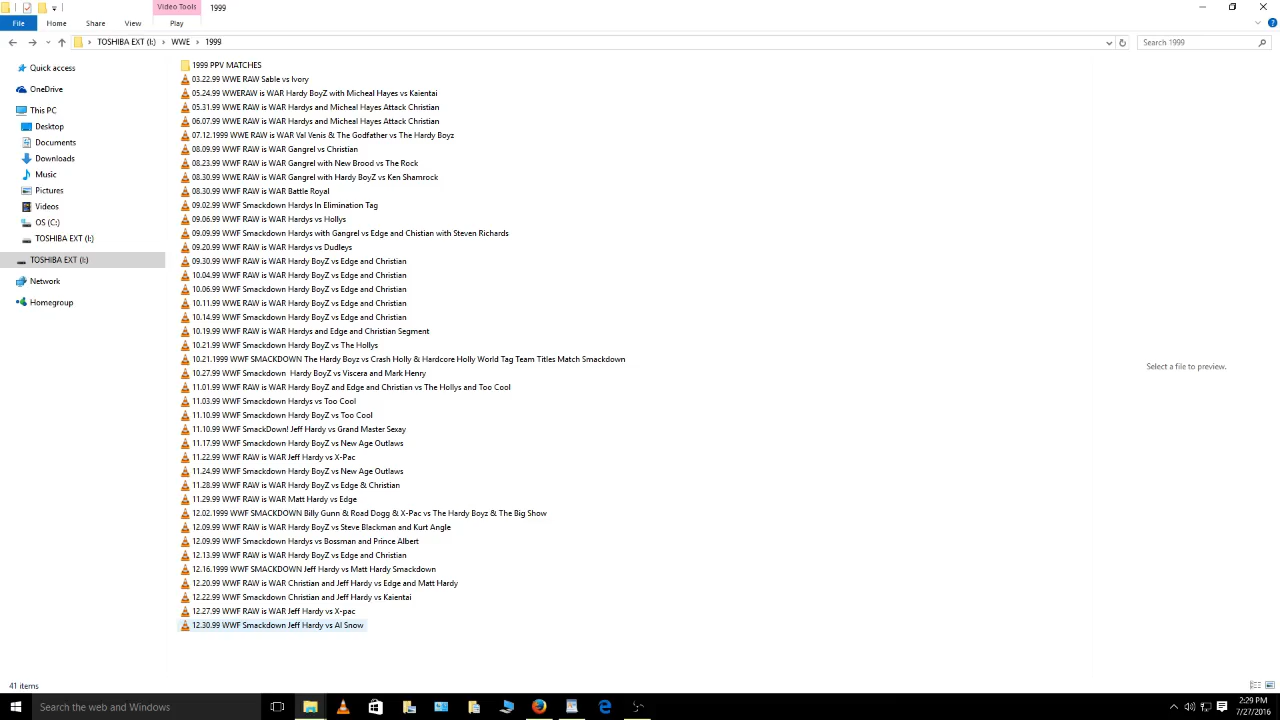 Video Tools 1999
File Home Share View Play
TOSHIBA EXT (I:) WWE 1999 Search 1999
Quick access
OneDrive
This PC
Desktop
Documents
Downloads
Music
Pictures
Videos
OS (C:)
TOSHIBA EXT (I:)
TOSHIBA EXT (I:)
Network
Homegroup
1999 PPV MATCHES
03.22.99 WWE RAW Sable vs Ivory
05.24.99 WWERAW is WAR Hardy BoyZ with Micheal Hayes vs Kaientai
05.31.99 WWE RAW is WAR Hardys and Micheal Hayes Attack Christian
06.07.99 WWE RAW is WAR Hardys and Micheal Hayes Attack Christian
07.12.1999 WWE RAW is WAR Val Venis & The Godfather vs The Hardy Boyz
08.09.99 WWF RAW is WAR Gangrel vs Christian
08.23.99 WWF RAW is WAR Gangrel with New Brood vs The Rock
08.30.99 WWE RAW is WAR Gangrel with Hardy BoyZ vs Ken Shamrock
08.30.99 WWF RAW is WAR Battle Royal
09.02.99 WWF Smackdown Hardys In Elimination Tag
09.06.99 WWF RAW is WAR Hardys vs Hollys
09.09.99 WWF Smackdown Hardys with Gangrel vs Edge and Chistian with Steven Richards
09.20.99 WWF RAW is WAR Hardys vs Dudleys
09.30.99 WWF RAW is WAR Hardy BoyZ vs Edge and Christian
10.04.99 WWF RAW is WAR Hardy BoyZ vs Edge and Christian
10.06.99 WWF Smackdown Hardy BoyZ vs Edge and Christian
10.11.99 WWE RAW is WAR Hardy BoyZ vs Edge and Christian
10.14.99 WWF Smackdown Hardy BoyZ vs Edge and Christian
10.19.99 WWF RAW is WAR Hardys and Edge and Christian Segment
10.21.99 WWF Smackdown Hardy BoyZ vs The Hollys
10.21.1999 WWF SMACKDOWN The Hardy Boyz vs Crash Holly & Hardcore Holly World Tag Team Titles Match Smackdown
10.27.99 WWF Smackdown  Hardy BoyZ vs Viscera and Mark Henry
11.01.99 WWF RAW is WAR Hardy BoyZ and Edge and Christian vs The Hollys and Too Cool
11.03.99 WWF Smackdown Hardys vs Too Cool
11.10.99 WWF Smackdown Hardy BoyZ vs Too Cool
11.10.99 WWF SmackDown! Jeff Hardy vs Grand Master Sexay
11.17.99 WWF Smackdown Hardy BoyZ vs New Age Outlaws
11.22.99 WWF RAW is WAR Jeff Hardy vs X-Pac
11.24.99 WWF Smackdown Hardy BoyZ vs New Age Outlaws
11.28.99 WWF RAW is WAR Hardy BoyZ vs Edge & Christian
11.29.99 WWF RAW is WAR Matt Hardy vs Edge
12.02.1999 WWF SMACKDOWN Billy Gunn & Road Dogg & X-Pac vs The Hardy Boyz & The Big Show
12.09.99 WWF RAW is WAR Hardy BoyZ vs Steve Blackman and Kurt Angle
12.09.99 WWF Smackdown Hardys vs Bossman and Prince Albert
12.13.99 WWF RAW is WAR Hardy BoyZ vs Edge and Christian
12.16.1999 WWF SMACKDOWN Jeff Hardy vs Matt Hardy Smackdown
12.20.99 WWF RAW is WAR Christian and Jeff Hardy vs Edge and Matt Hardy
12.22.99 WWF Smackdown Christian and Jeff Hardy vs Kaientai
12.27.99 WWF RAW is WAR Jeff Hardy vs X-pac
12.30.99 WWF Smackdown Jeff Hardy vs Al Snow
Select a file to preview.
41 items
Search the web and Windows
2:29 PM
7/27/2016